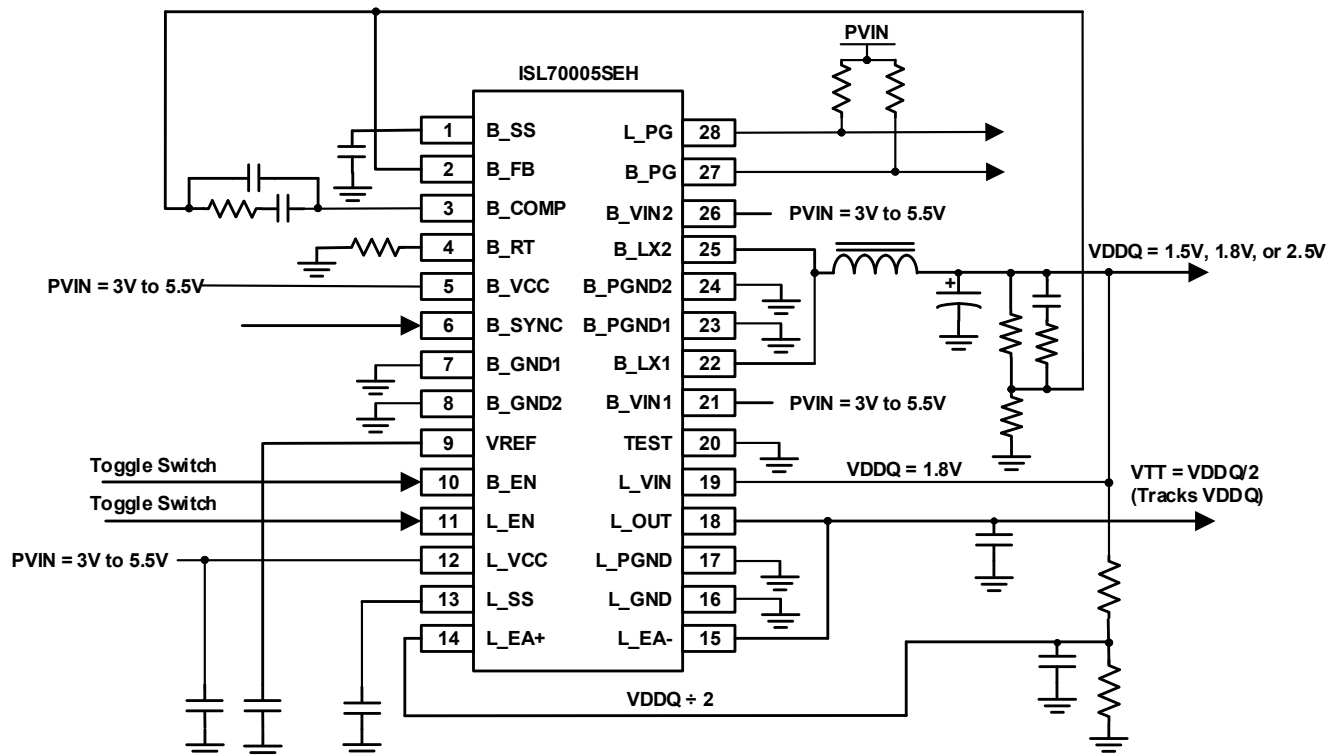 PVIN
ISL70005SEH
1 B_SS
2 B_FB
3 B_COMP
4 B_RT
PVIN = 3V to 5.5V
5 B_VCC
6 B_SYNC
7 B_GND1
8 B_GND2
9 VREF
Toggle Switch
10 B_EN
Toggle Switch
11 L_EN
PVIN = 3V to 5.5V
12 L_VCC
13 L_SS
14 L_EA+
L_PG 28
B_PG 27
B_VIN2 26
PVIN = 3V to 5.5V
B_LX2 25
VDDQ = 1.5V, 1.8V, or 2.5V
B_PGND2 24
+
B_PGND1 23
B_LX1 22
B_VIN1 21
PVIN = 3V to 5.5V
TEST 20
VDDQ = 1.8V
L_VIN 19
VTT = VDDQ/2
(Tracks VDDQ)
L_OUT 18
L_PGND 17
L_GND 16
L_EA- 15
VDDQ ÷ 2